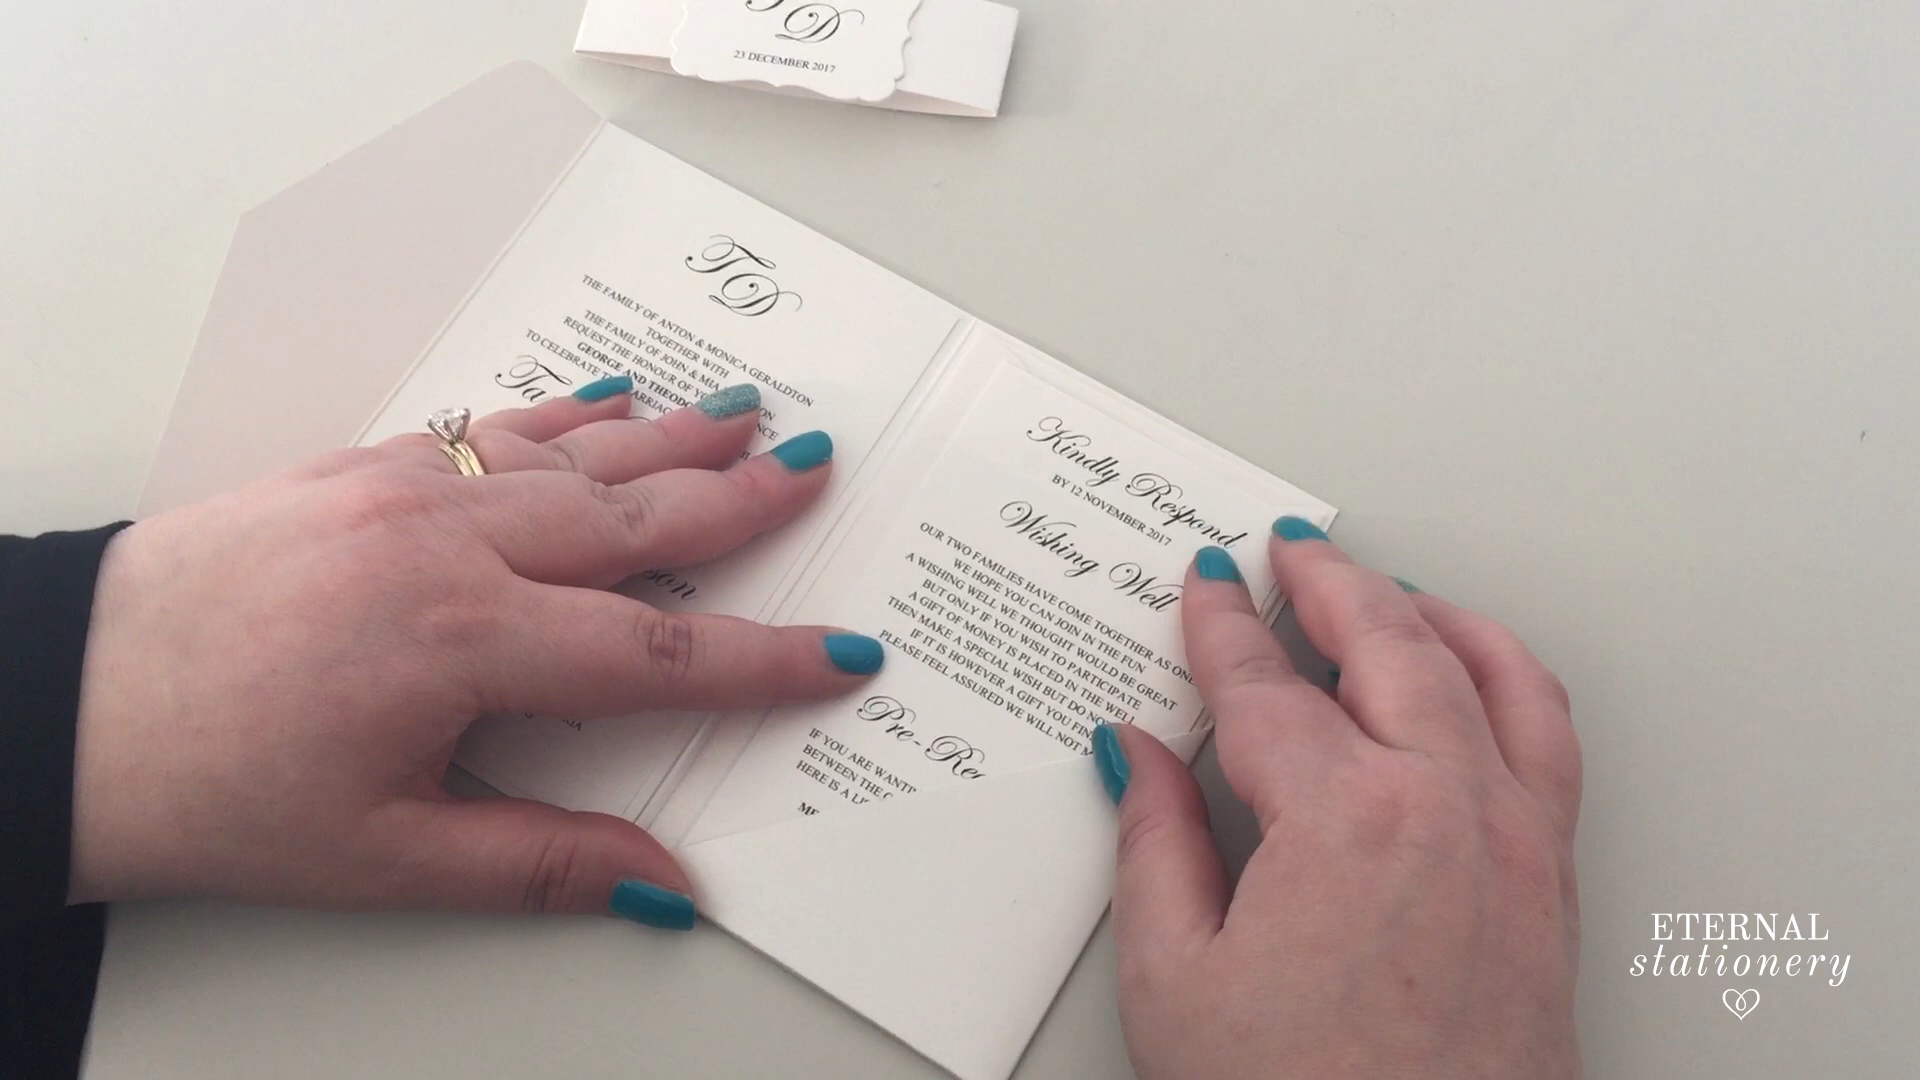 TD
23 DECEMBER 2017
TD
THE FAMILY OF ANTON & MONICA GERALDTON
TOGETHER WITH
THE FAMILY OF JOHN & MIA
REQUEST THE HONOUR OF
GEORGE AND
TO CELEBRATE
Kindly Respond
BY 12 NOVEMBER 2017
Wishing Well
OUR TWO FAMILIES HAVE COME TOGETHER AS ONE
WE HOPE YOU CAN JOIN IN THE FUN
A WISHING WELL WE THOUGHT WOULD BE GREAT
BUT ONLY IF YOU WISH TO PARTICIPATE
A GIFT OF MONEY IS PLACED IN THE WELL
THEN MAKE A SPECIAL WISH BUT DO NO
IF IT IS HOWEVER A GIFT YOU FIN
PLEASE FEEL ASSURED WE WILL NOT M
Pre-Re
IF YOU ARE WANTI
BETWEEN THE
HERE IS A LI
ETERNAL
stationery